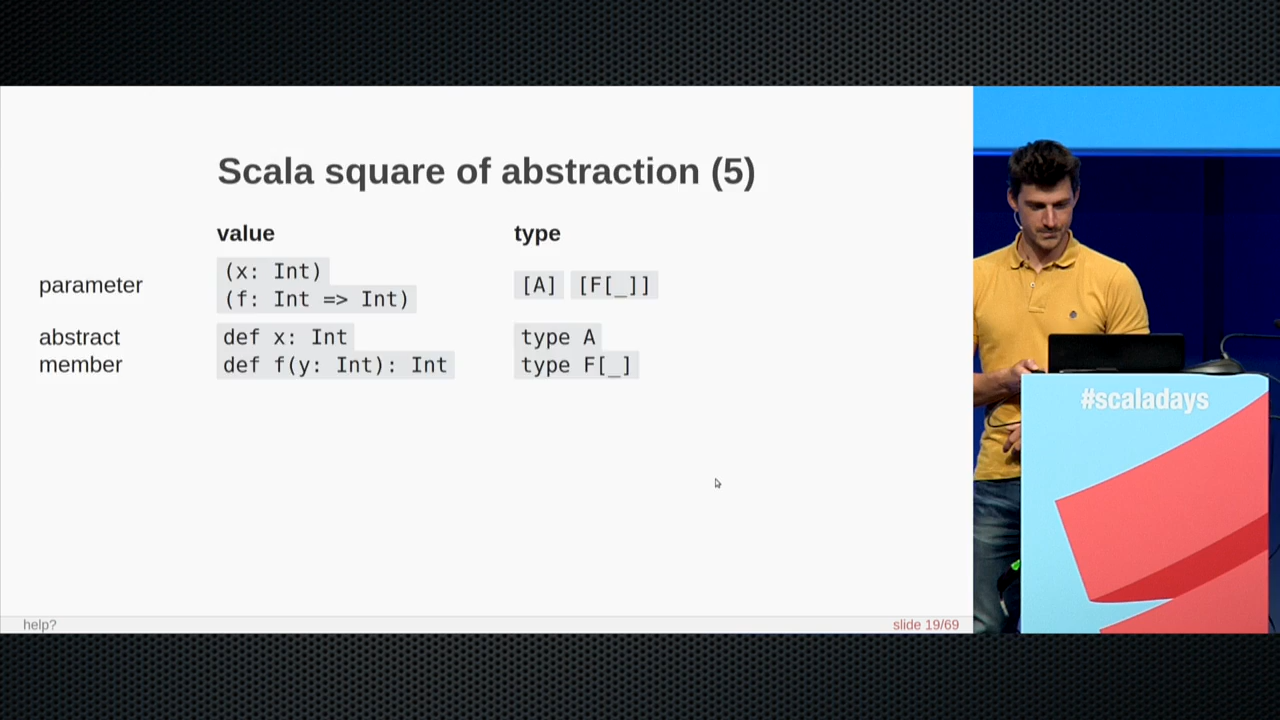 Scala square of abstraction (5)
value type
parameter (x: Int) [A] [F[_]]
(f: Int => Int)
abstract def x: Int type A
member def f(y: Int): Int type F[_]
help? slide 19/69
#scaladays